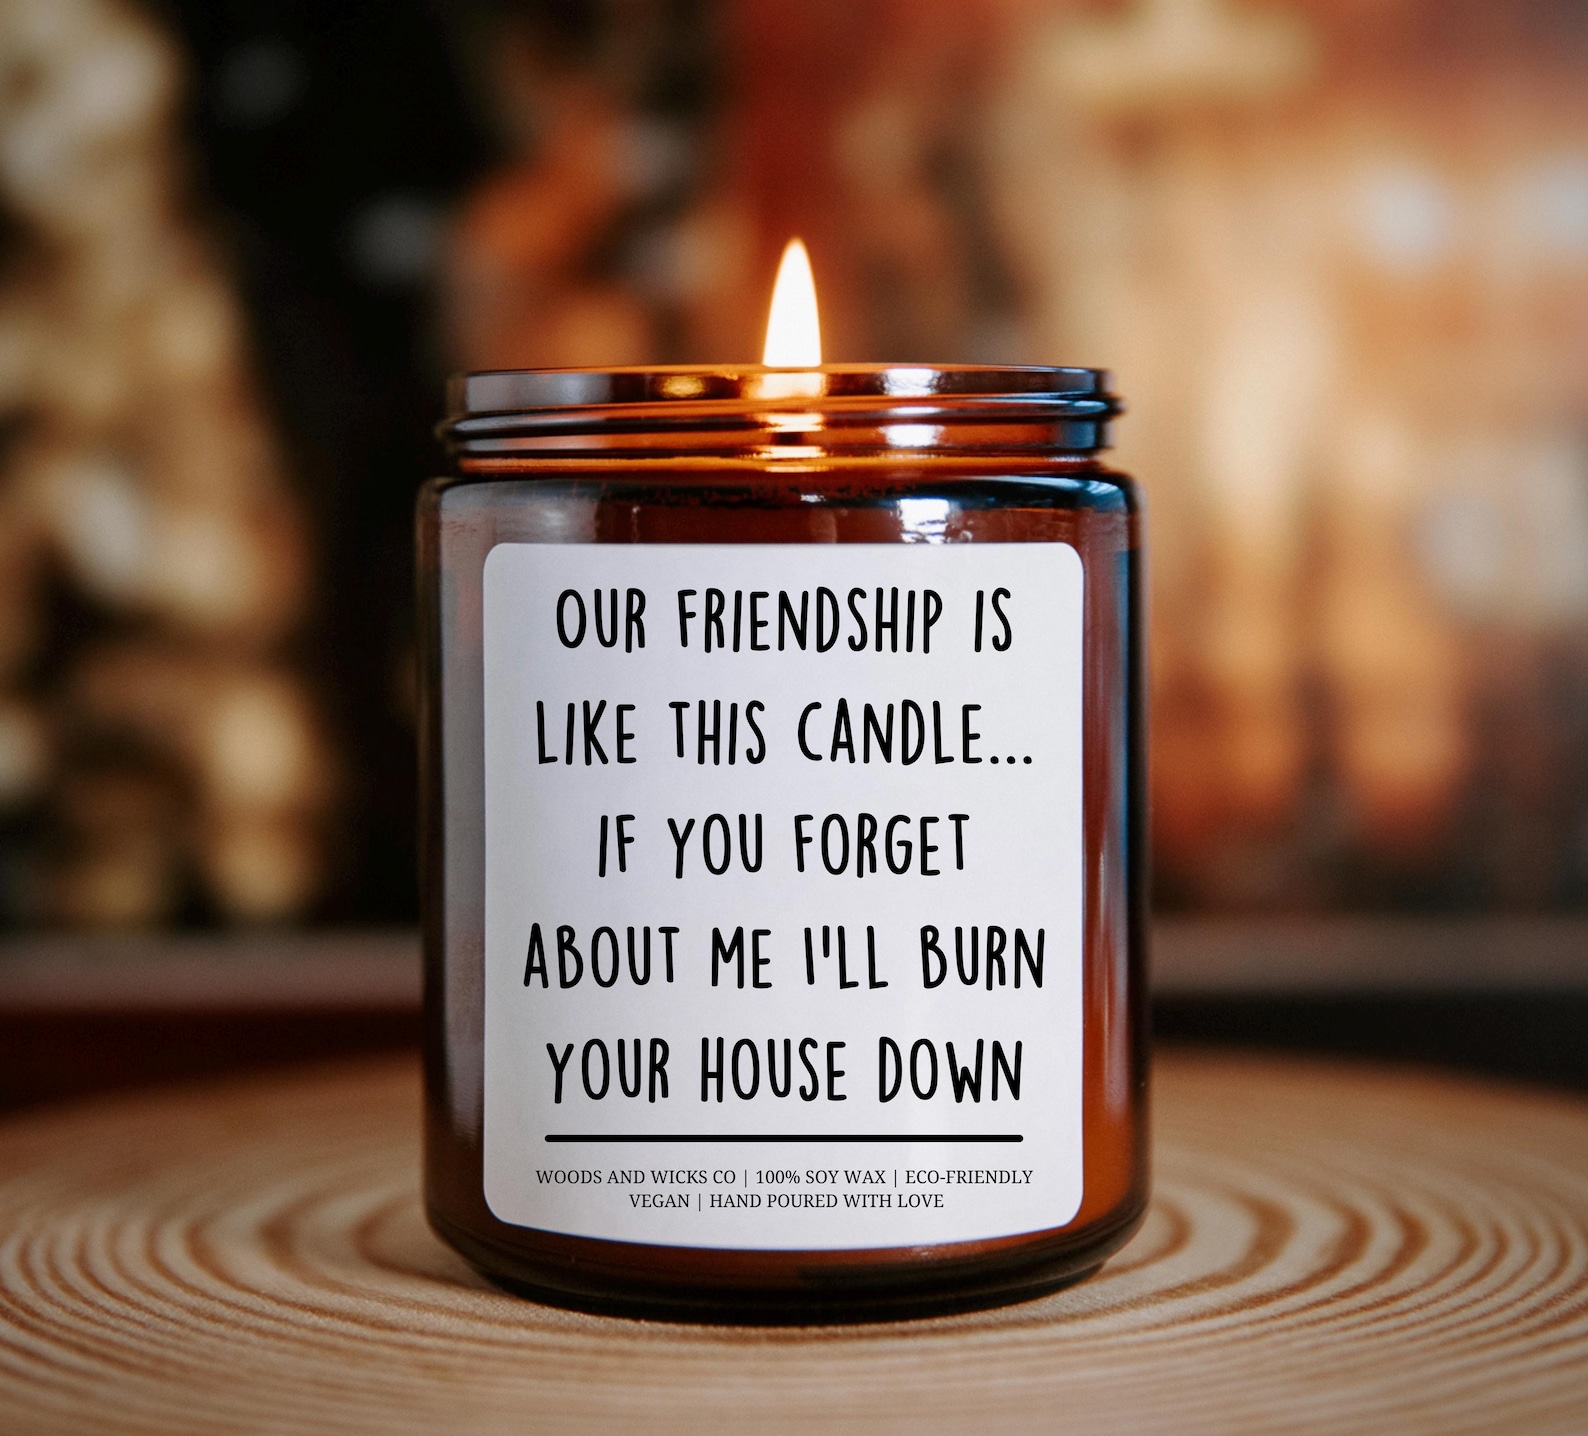 OUR FRIENDSHIP IS
LIKE THIS CANDLE...
IF YOU FORGET
ABOUT ME I'LL BURN
YOUR HOUSE DOWN
WOODS AND WICKS CO | 100% SOY WAX | ECO-FRIENDLY
VEGAN | HAND POURED WITH LOVE